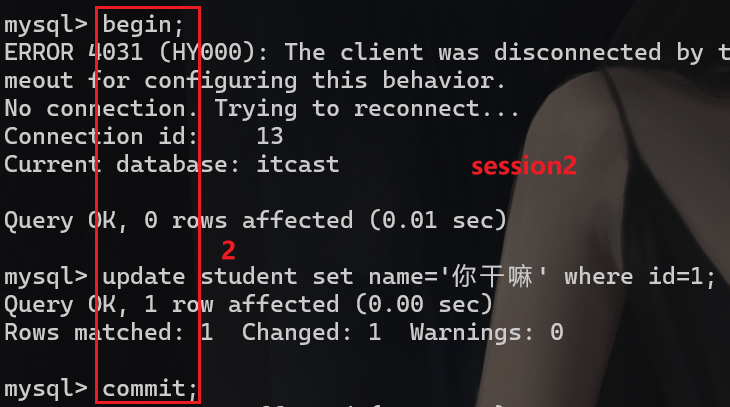 mysql> begin;
ERROR 4031 (HY000): The client was disconnected by t
meout for configuring this behavior.
No connection. Trying to reconnect...
Connection id:    13
Current database: itcast
session2
Query OK, 0 rows affected (0.01 sec)
2
mysql> update student set name='你干嘛' where id=1;
Query OK, 1 row affected (0.00 sec)
Rows matched: 1  Changed: 1  Warnings: 0
mysql> commit;